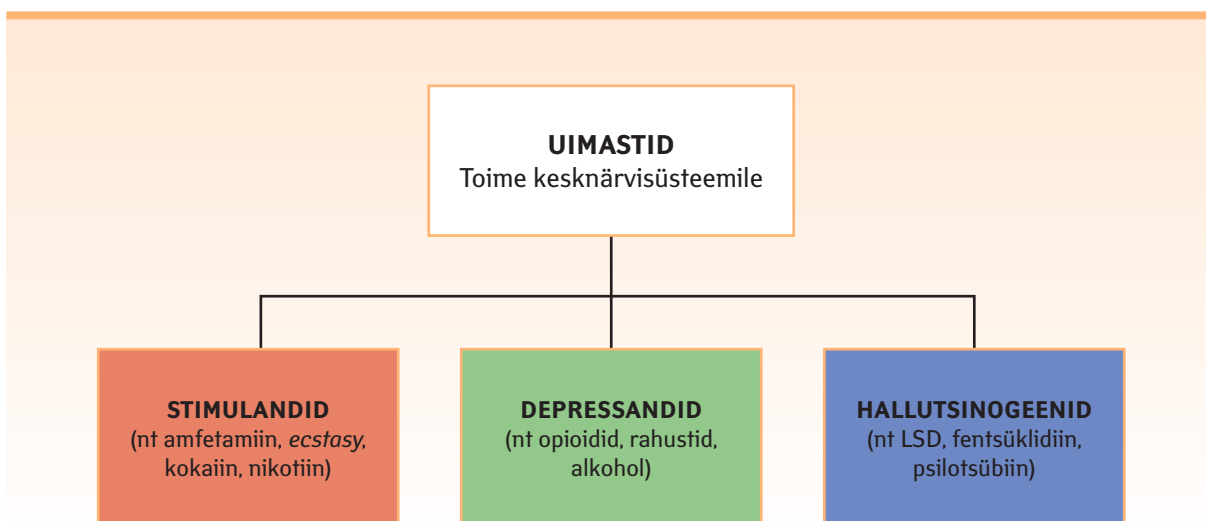 UIMASTID
Toime kesknärvisüsteemile
STIMULANDID
(nt amfetamiin, ecstasy,
kokaiin, nikotiin)
DEPRESSANDID
(nt opioidid, rahustid,
alkohol)
HALLUTSINOGEENID
(nt LSD, fentsüklidiin,
psilotsübiin)